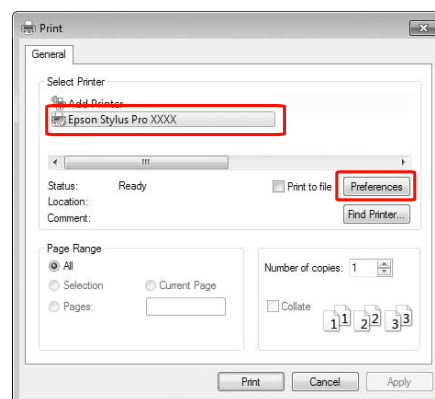 Print
General
Select Printer
Add Printer
Epson Stylus Pro XXXX
Status: Ready
Print to file
Preferences
Location:
Comment:
Find Printer...
Page Range
All
Selection
Current Page
Pages:
Number of copies: 1
Collate
1 1 2 2 3 3
Print Cancel Apply